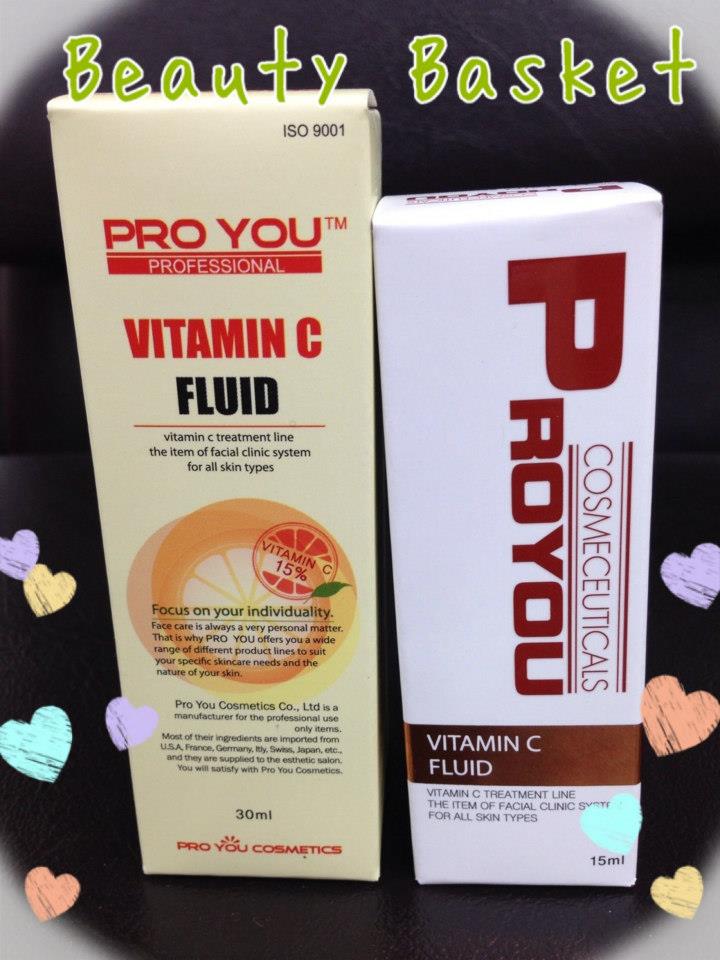 Beauty Basket
ISO 9001
PRO YOU™
PROFESSIONAL
VITAMIN C
FLUID
vitamin c treatment line
the item of facial clinic system
for all skin types
VITAMIN C
15%
Focus on your individuality.
Face care is always a very personal matter.
That is why PRO YOU offers you a wide
range of different product lines to suit
your specific skincare needs and the
nature of your skin.
Pro You Cosmetics Co., Ltd is a
manufacturer for the professional use
only items.
Most of their ingredients are imported from
U.S.A, France, Germany, Itly, Swiss, Japan, etc.,
and they are supplied to the esthetic salon.
You will satisfy with Pro You Cosmetics.
30ml
PRO YOU COSMETICS
PROYOU
PROYOU
COSMECEUTICALS
VITAMIN C
FLUID
VITAMIN C TREATMENT LINE
THE ITEM OF FACIAL CLINIC
FOR ALL SKIN TYPES
15ml